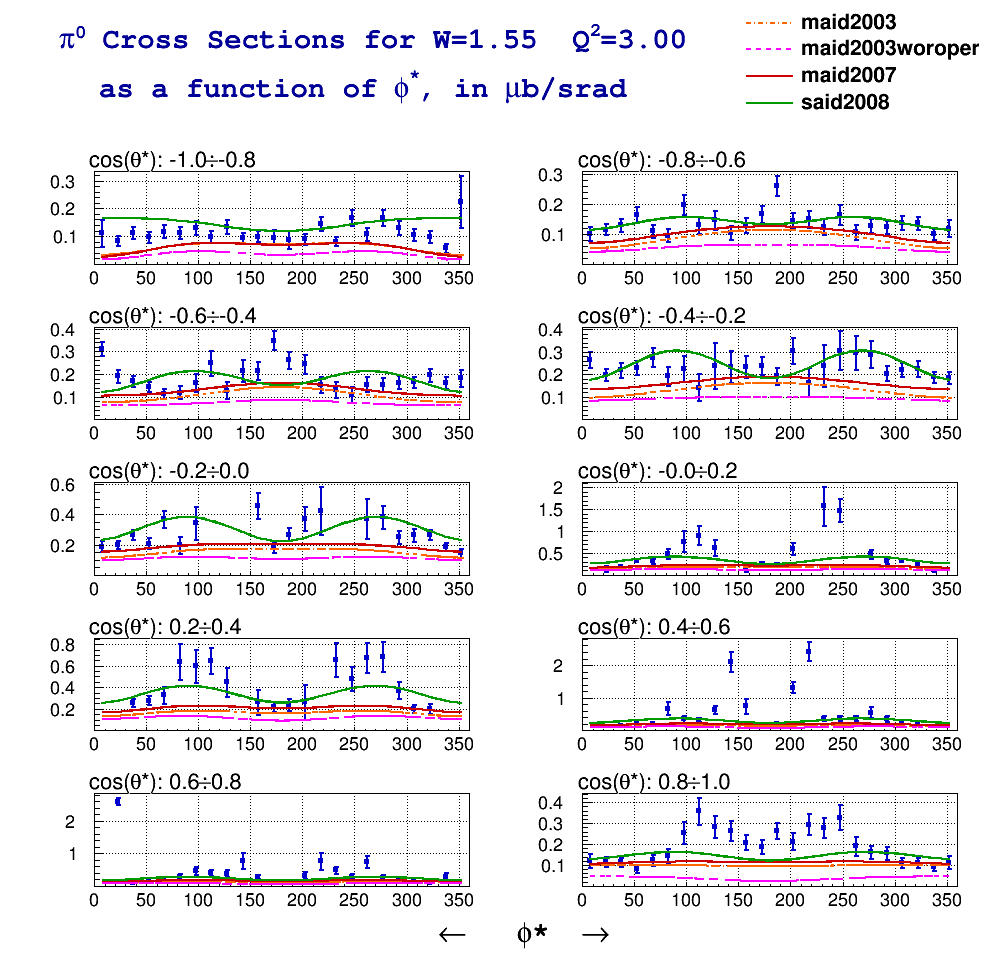 π⁰ Cross Sections for W=1.55 Q²=3.00
as a function of ϕ*, in μb/srad
maid2003
maid2003woroper
maid2007
said2008
cos(θ*): -1.0÷-0.8
0.3
0.2
0.1
0 50 100 150 200 250 300 350
cos(θ*): -0.8÷-0.6
0.3
0.2
0.1
0 50 100 150 200 250 300 350
cos(θ*): -0.6÷-0.4
0.4
0.3
0.2
0.1
0 50 100 150 200 250 300 350
cos(θ*): -0.4÷-0.2
0.4
0.3
0.2
0.1
0 50 100 150 200 250 300 350
cos(θ*): -0.2÷0.0
0.6
0.4
0.2
0 50 100 150 200 250 300 350
cos(θ*): -0.0÷0.2
2
1.5
1
0.5
0 50 100 150 200 250 300 350
cos(θ*): 0.2÷0.4
0.8
0.6
0.4
0.2
0 50 100 150 200 250 300 350
cos(θ*): 0.4÷0.6
2
1
0 50 100 150 200 250 300 350
cos(θ*): 0.6÷0.8
2
1
0 50 100 150 200 250 300 350
cos(θ*): 0.8÷1.0
0.4
0.3
0.2
0.1
0 50 100 150 200 250 300 350
← ϕ* →